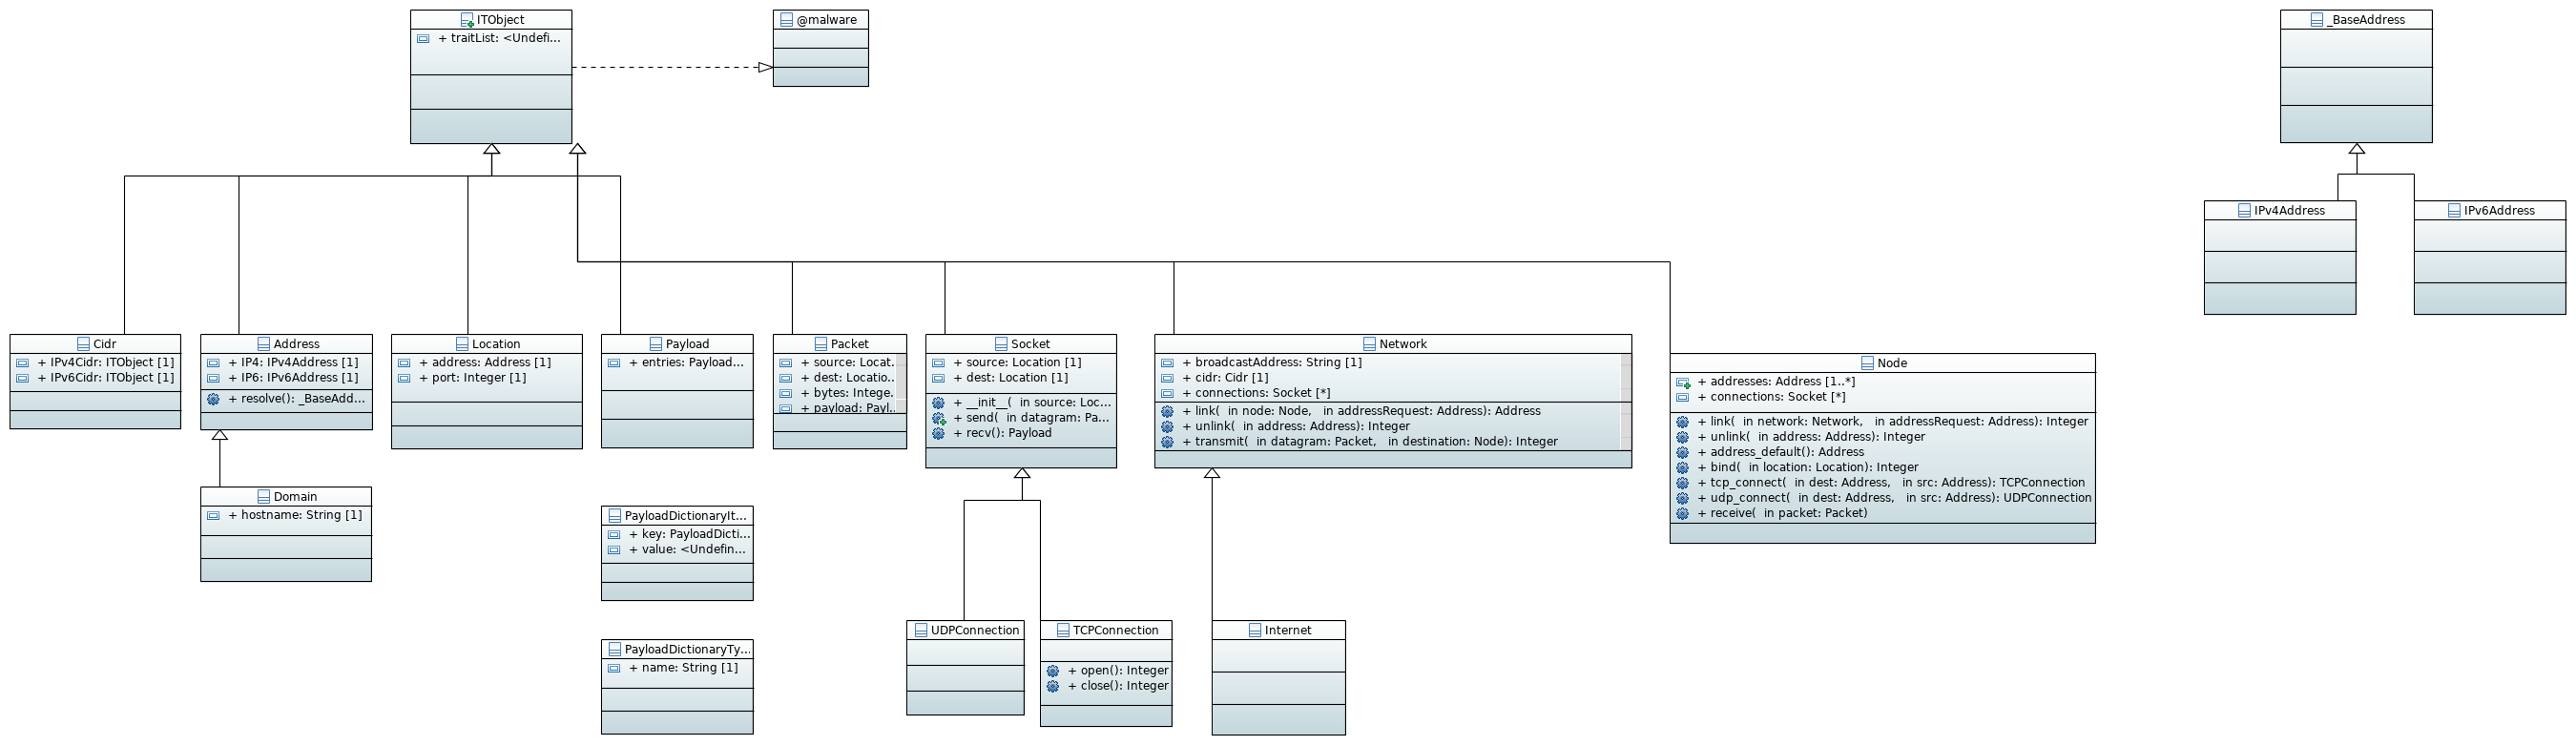 ITObject
+ traitList: <Undefi...
@malware
_BaseAddress
IPv4Address
IPv6Address
Cidr
+ IPv4Cidr: ITObject [1]
+ IPv6Cidr: ITObject [1]
Address
+ IP4: IPv4Address [1]
+ IP6: IPv6Address [1]
+ resolve(): _BaseAdd...
Location
+ address: Address [1]
+ port: Integer [1]
Payload
+ entries: Payload...
Packet
+ source: Locat.
+ dest: Locatio..
+ bytes: Intege.
+ payload: Payl.
Socket
+ source: Location [1]
+ dest: Location [1]
+ __init__( in source: Loc...
+ send( in datagram: Pa...
+ recv(): Payload
Network
+ broadcastAddress: String [1]
+ cidr: Cidr [1]
+ connections: Socket [*]
+ link( in node: Node, in addressRequest: Address): Address
+ unlink( in address: Address): Integer
+ transmit( in datagram: Packet, in destination: Node): Integer
Node
+ addresses: Address [1..*]
+ connections: Socket [*]
+ link( in network: Network, in addressRequest: Address): Integer
+ unlink( in address: Address): Integer
+ address_default(): Address
+ bind( in location: Location): Integer
+ tcp_connect( in dest: Address, in src: Address): TCPConnection
+ udp_connect( in dest: Address, in src: Address): UDPConnection
+ receive( in packet: Packet)
Domain
+ hostname: String [1]
PayloadDictionaryIt...
+ key: PayloadDicti...
+ value: <Undefin...
PayloadDictionaryTy...
+ name: String [1]
UDPConnection
TCPConnection
+ open(): Integer
+ close(): Integer
Internet